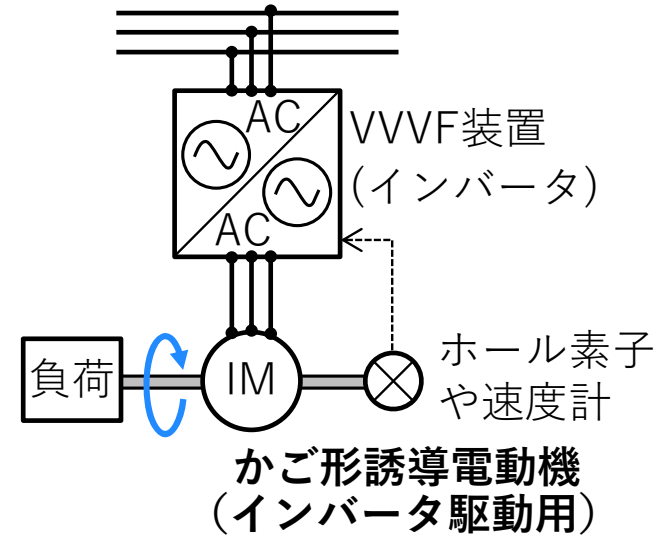 AC
AC
VVVF装置
(インバータ)
負荷
IM
ホール素子
や速度計
かご形誘導電動機
(インバータ駆動用)